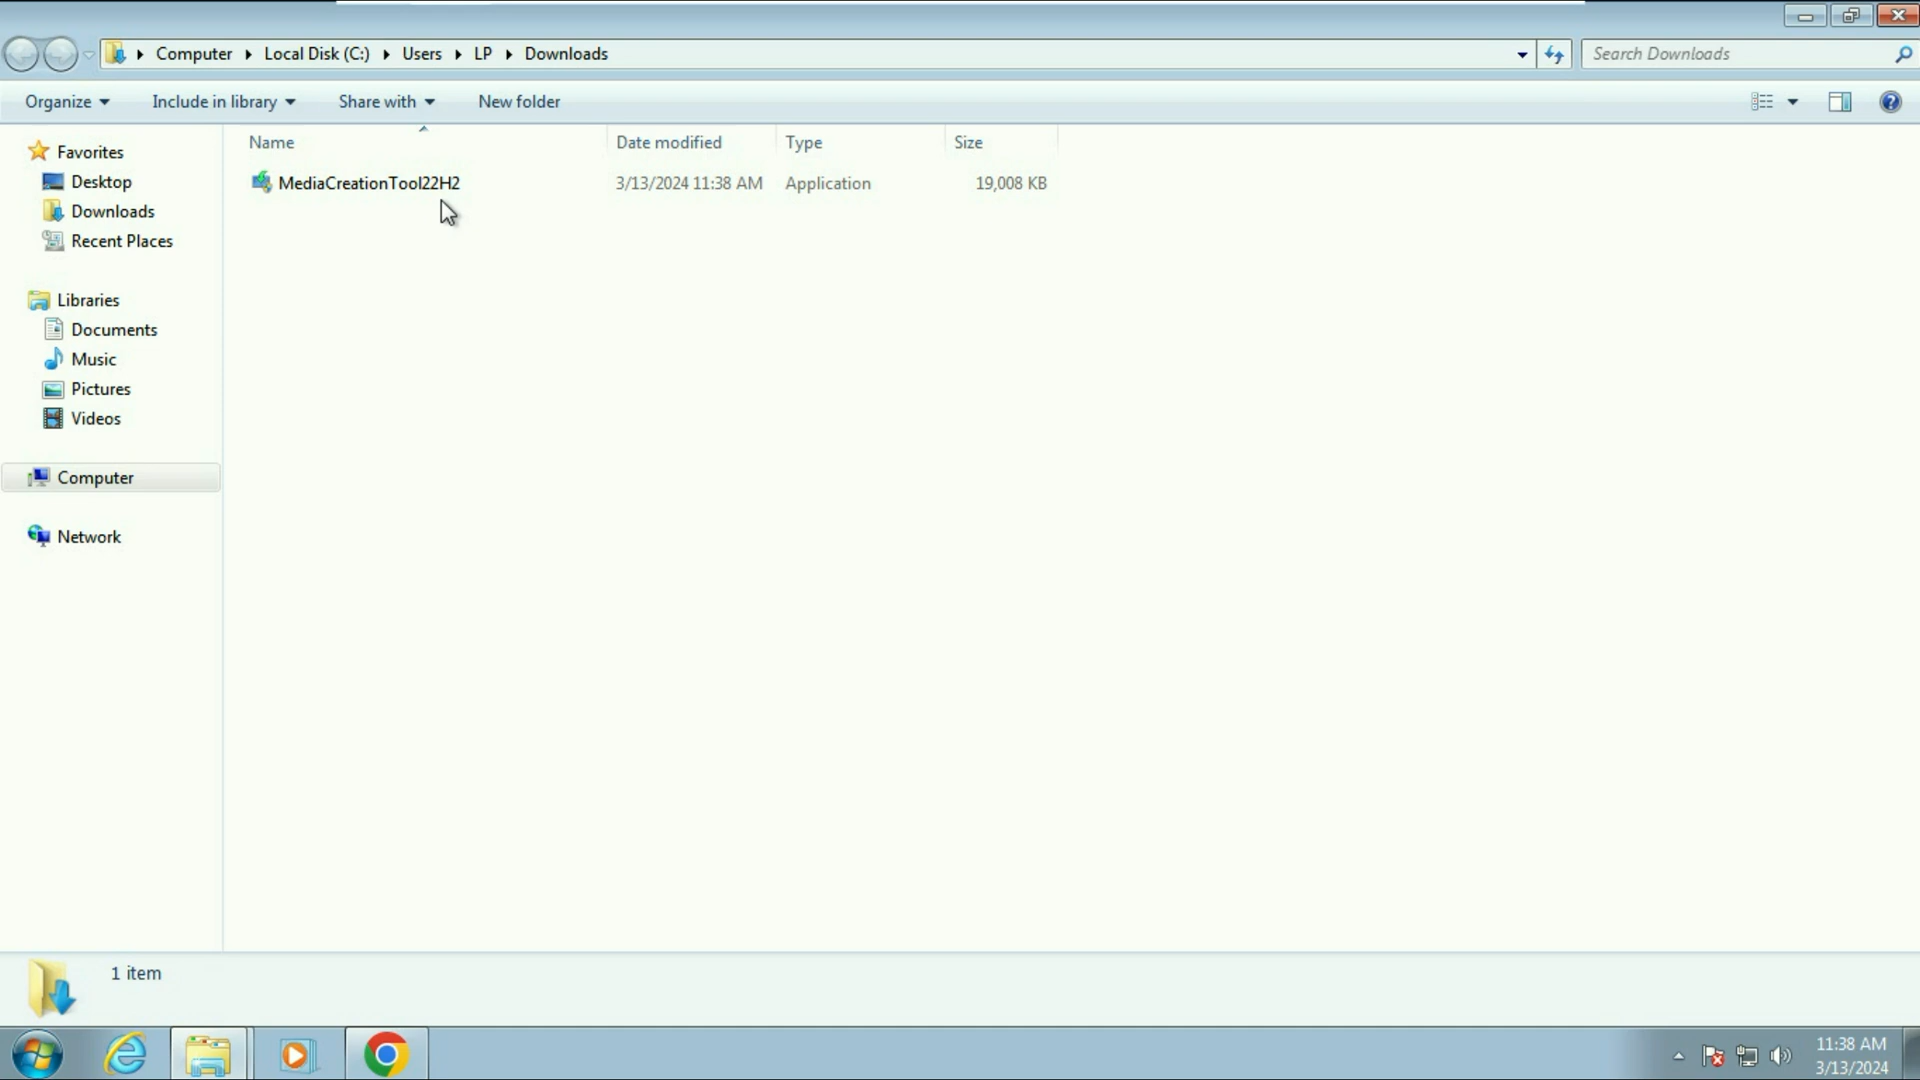 Computer Local Disk (C:) Users LP Downloads Search Downloads
Organize Include in library Share with New folder
Favorites
Desktop
Downloads
Recent Places
Libraries
Documents
Music
Pictures
Videos
Computer
Network
Name Date modified Type Size
MediaCreationTool22H2 3/13/2024 11:38 AM Application 19,008 KB
1 item
11:38 AM
3/13/2024